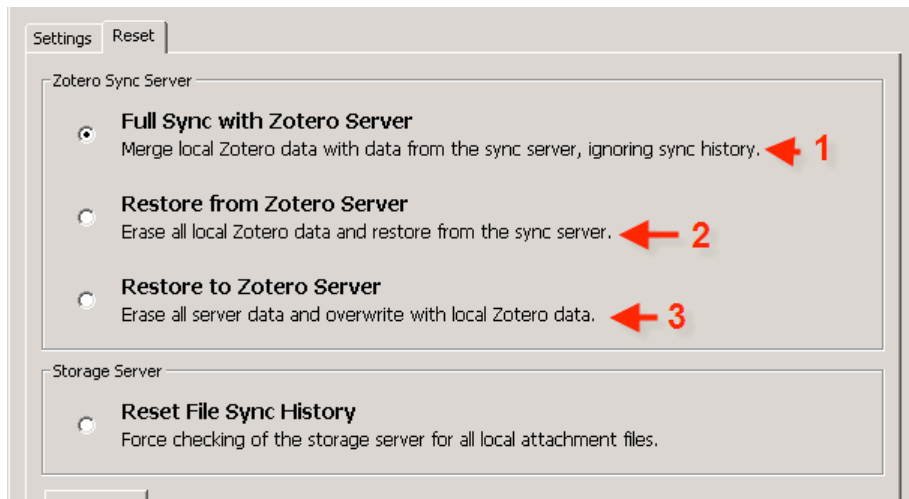 Settings Reset
Zotero Sync Server
Full Sync with Zotero Server
Merge local Zotero data with data from the sync server, ignoring sync history. 1
Restore from Zotero Server
Erase all local Zotero data and restore from the sync server. 2
Restore to Zotero Server
Erase all server data and overwrite with local Zotero data. 3
Storage Server
Reset File Sync History
Force checking of the storage server for all local attachment files.